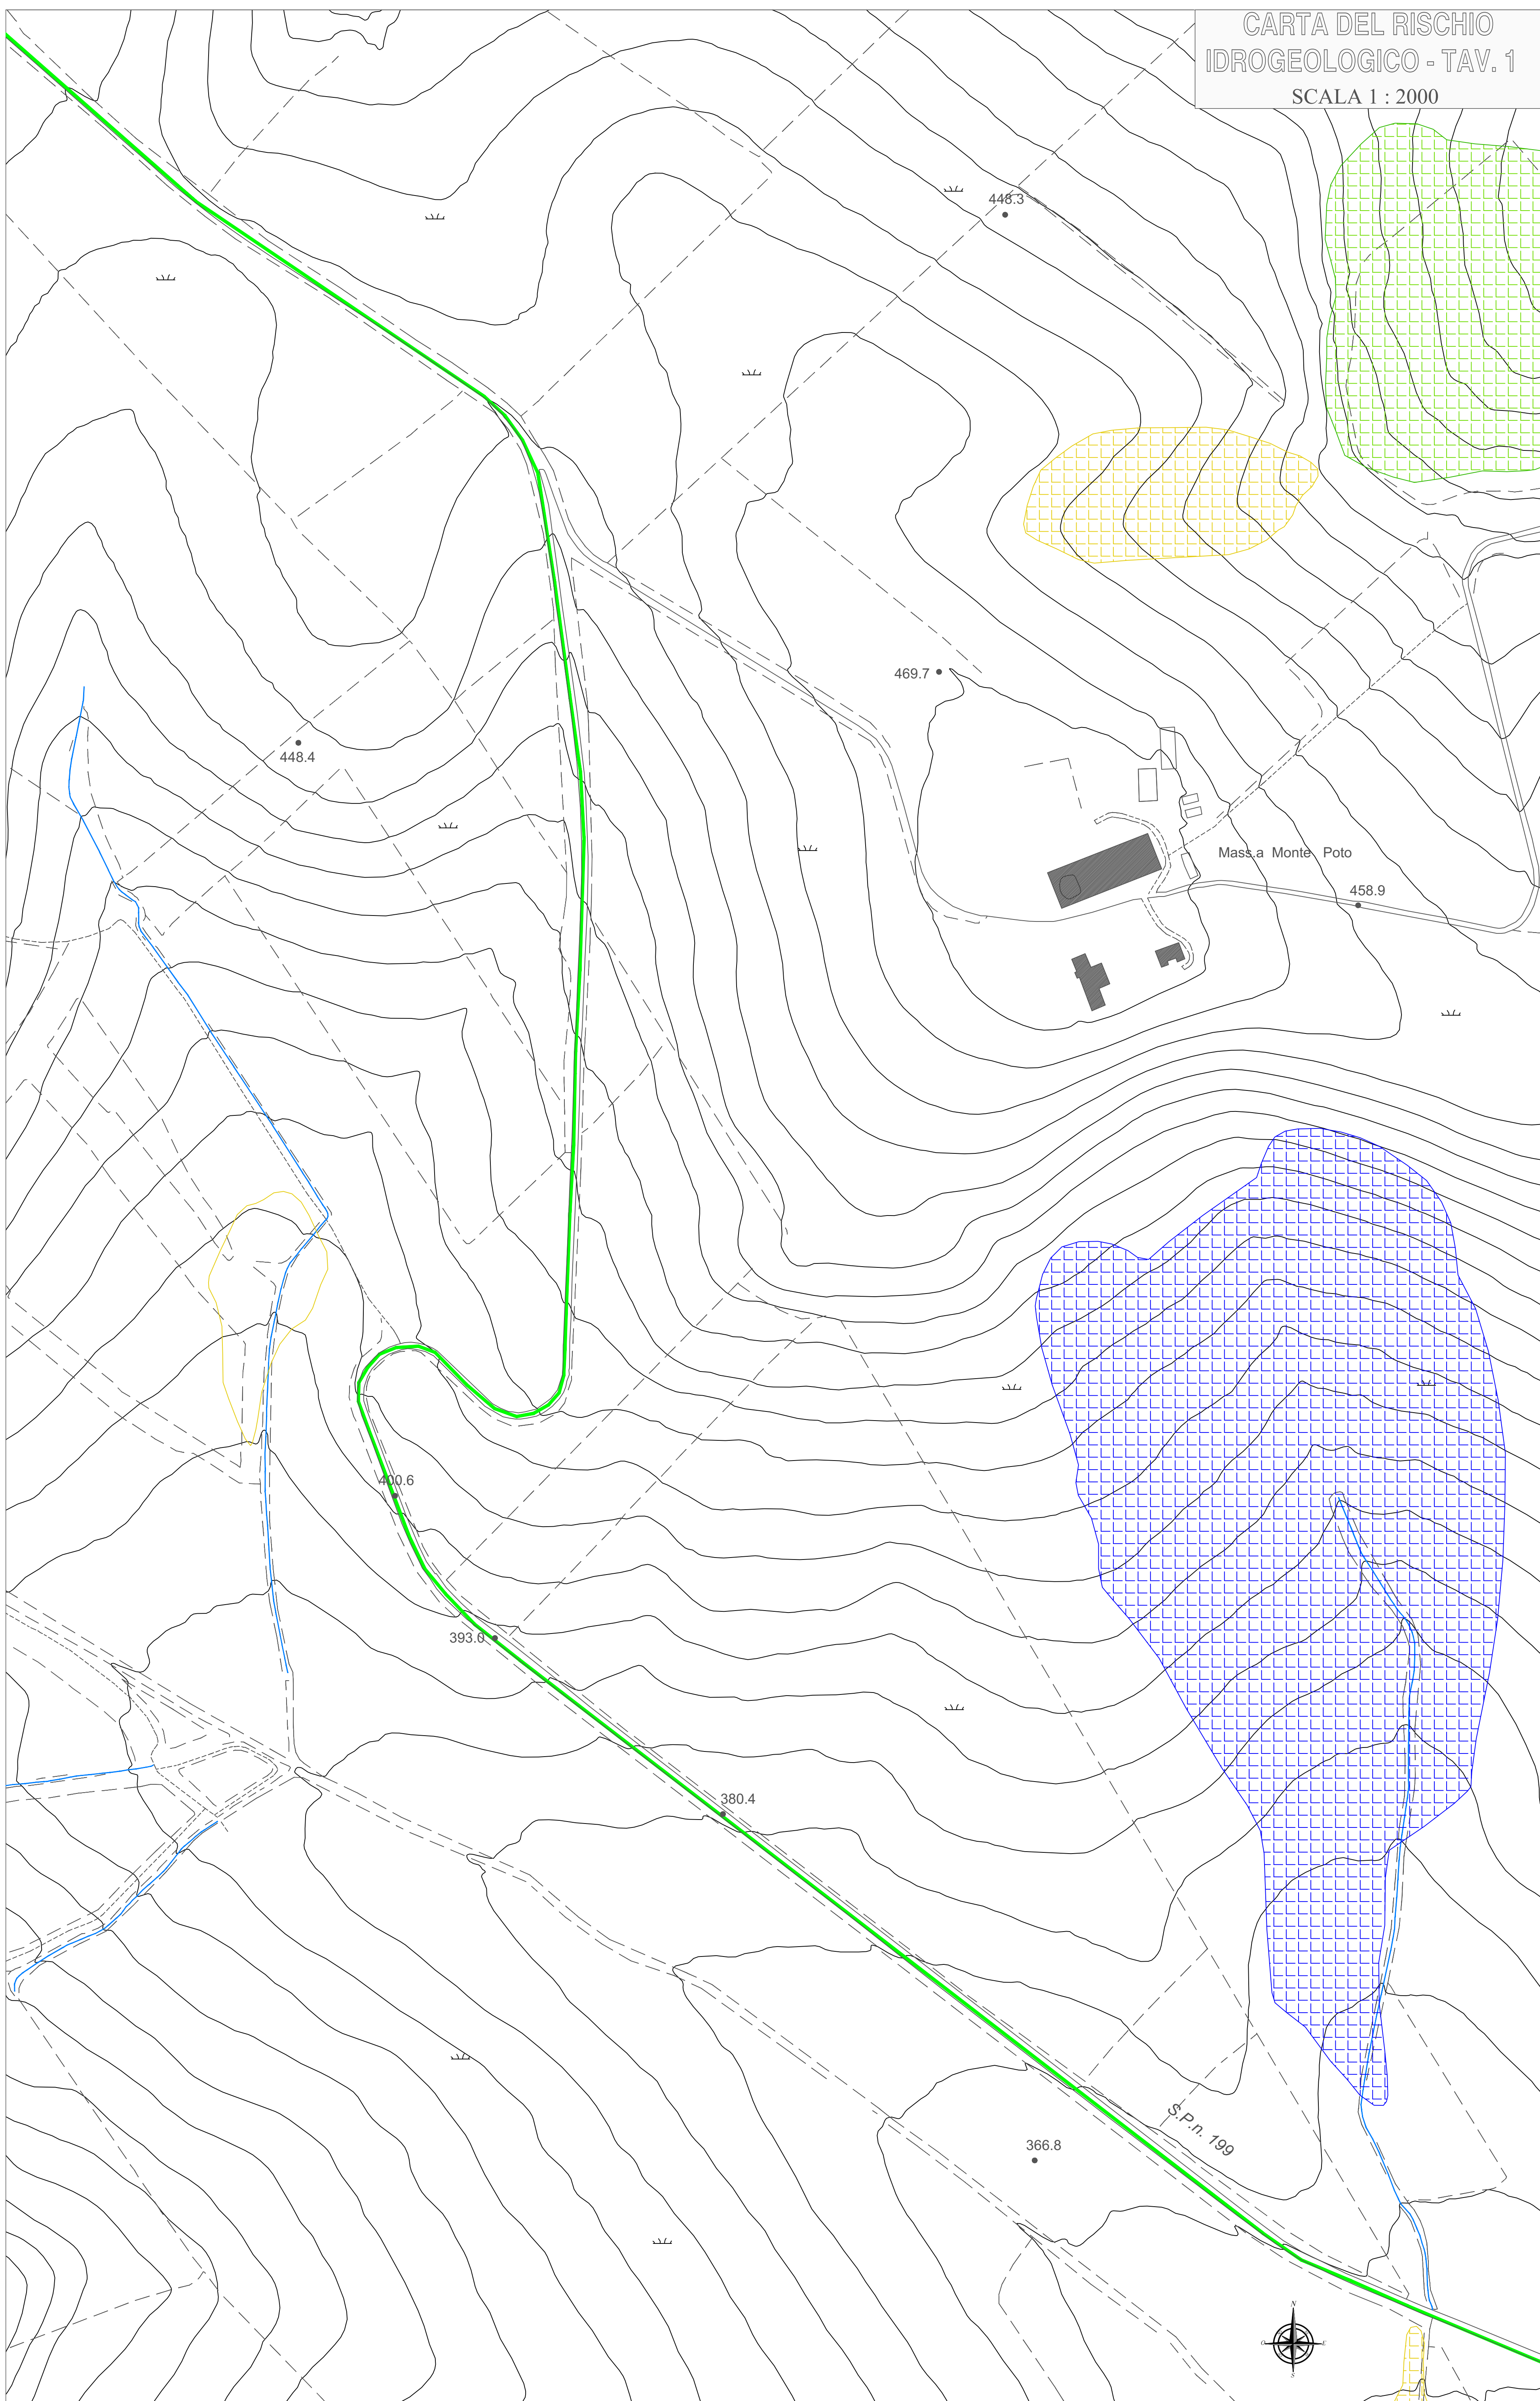 CARTA DEL RISCHIO
IDROGEOLOGICO - TAV. 1
SCALA 1 : 2000
448.3
469.7
448.4
Mass.a Monte Poto
458.9
400.6
393.0
380.4
S.P.n. 199
366.8
N
O
E
S